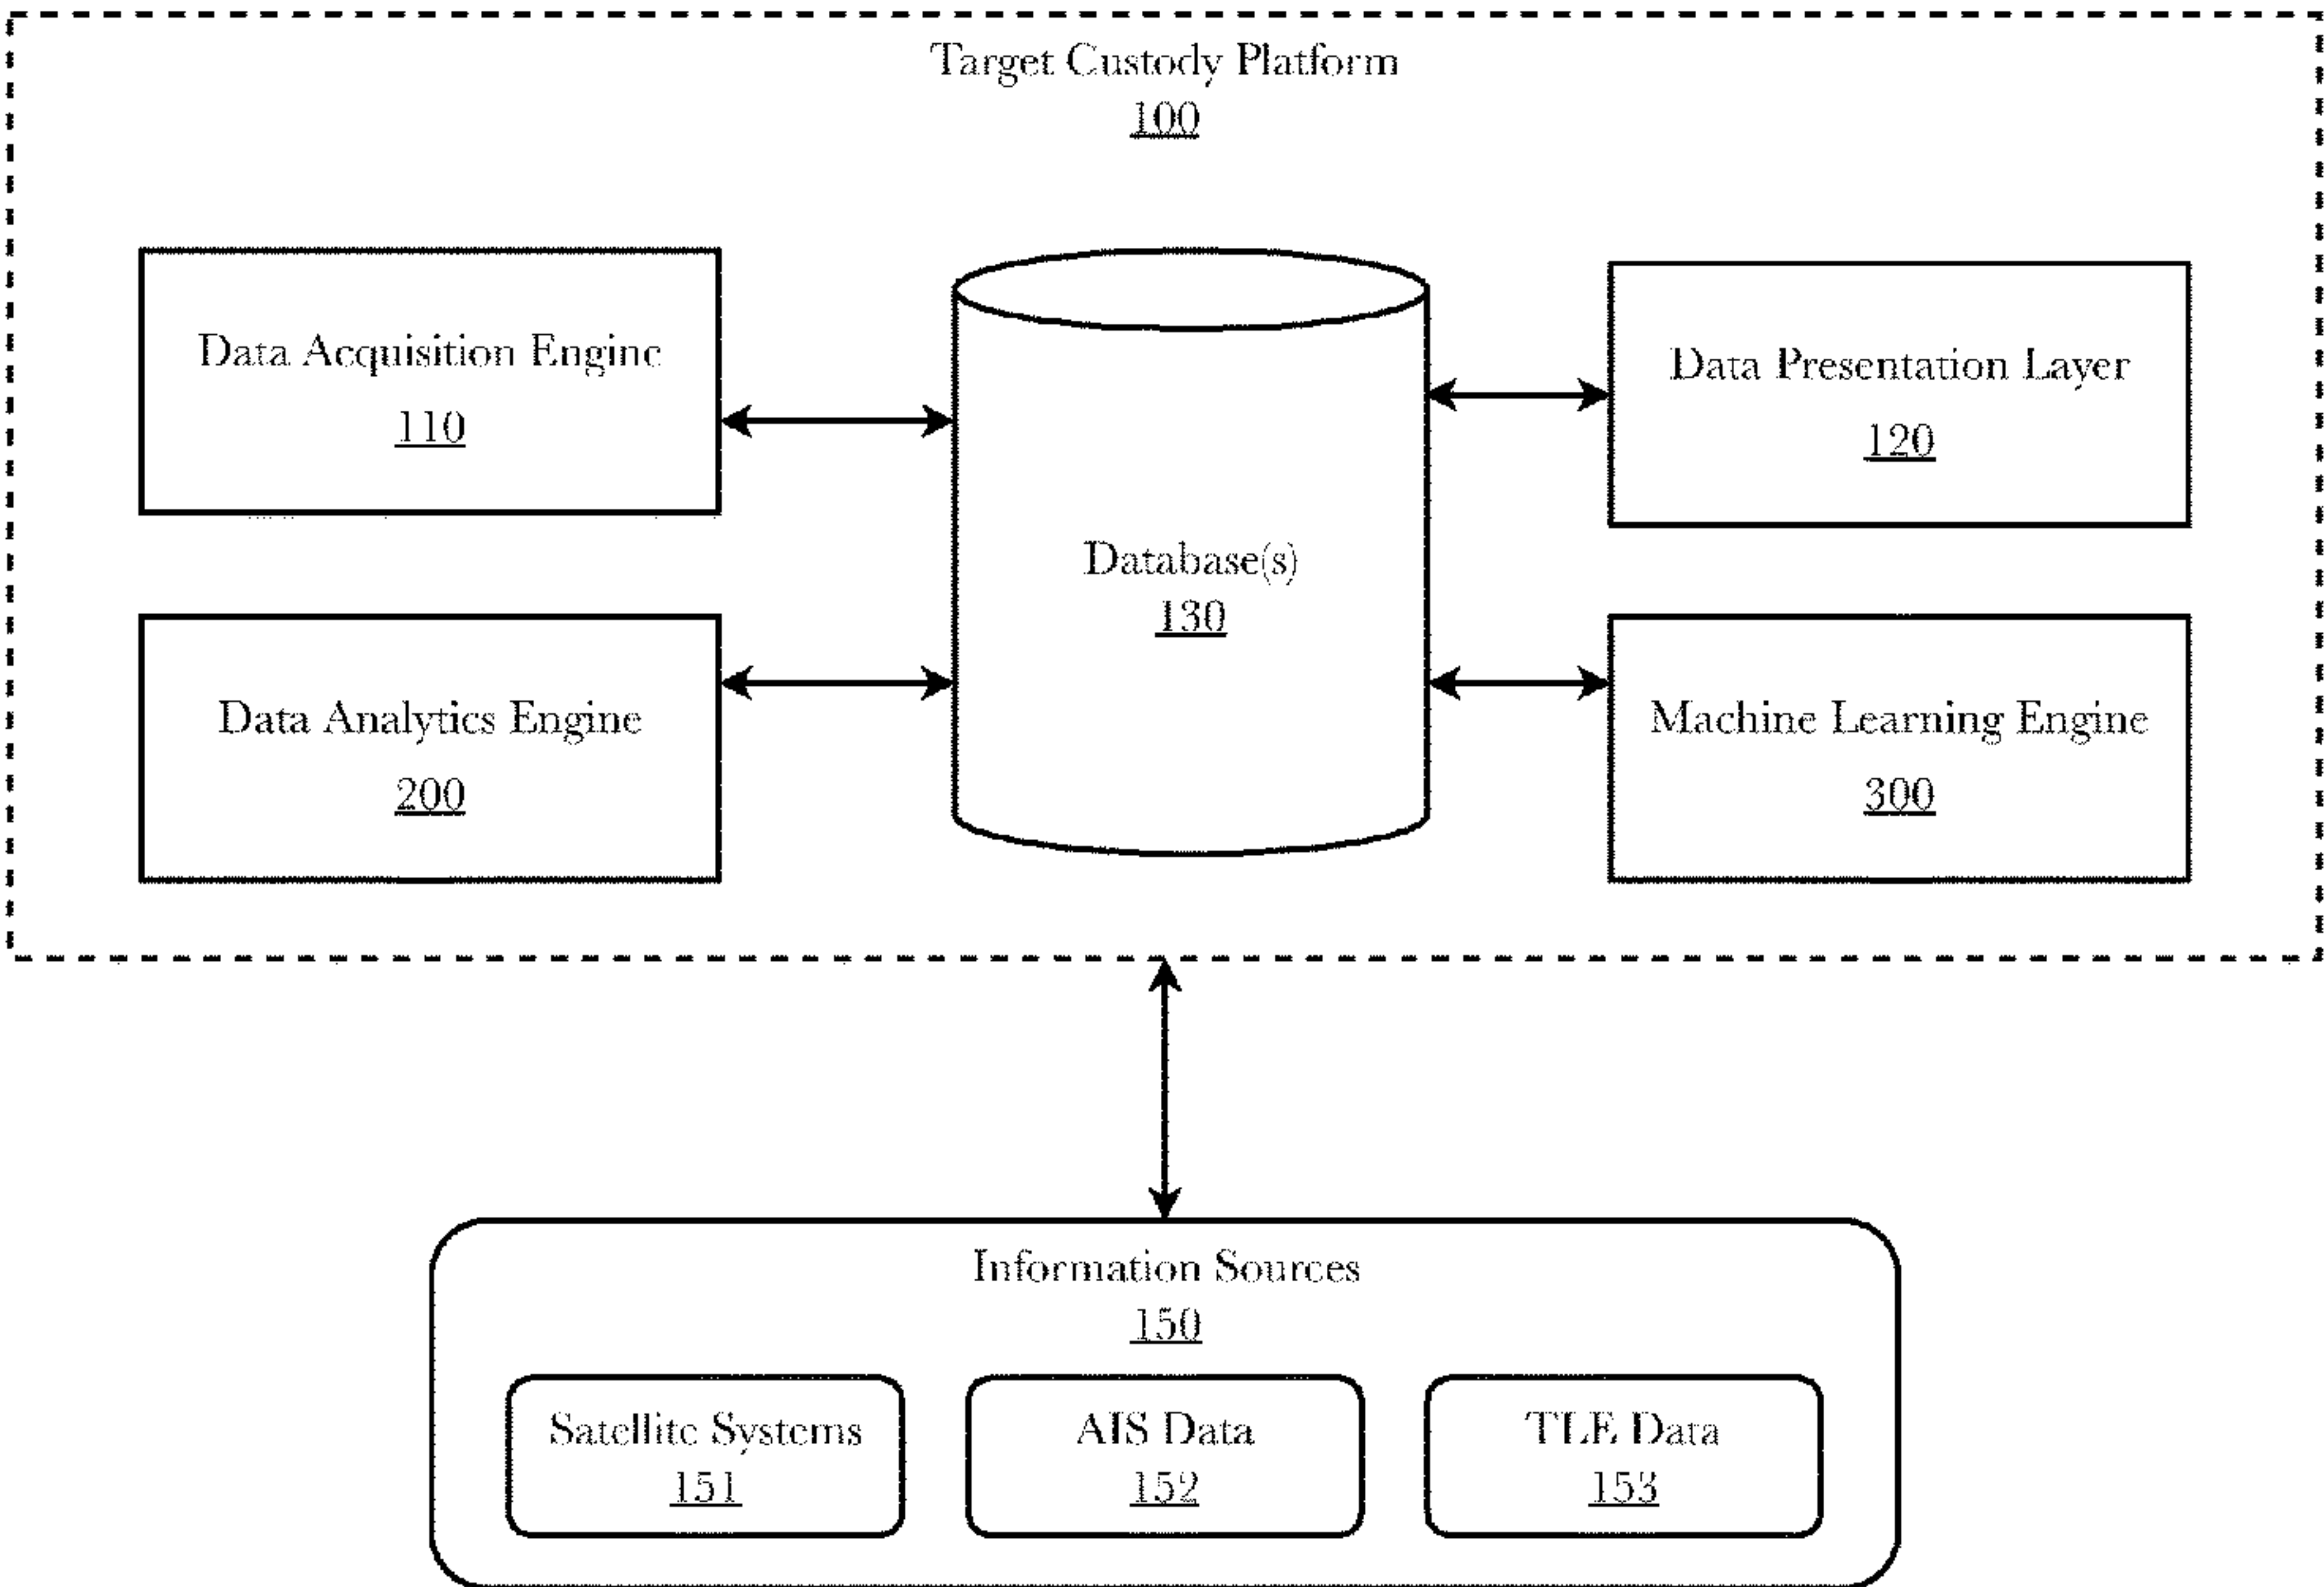 Target Custody Platform
100
Data Acquisition Engine
110
Data Presentation Layer
120
Database(s)
130
Data Analytics Engine
200
Machine Learning Engine
300
Information Sources
150
Satellite Systems
151
AIS Data
152
TLE Data
153